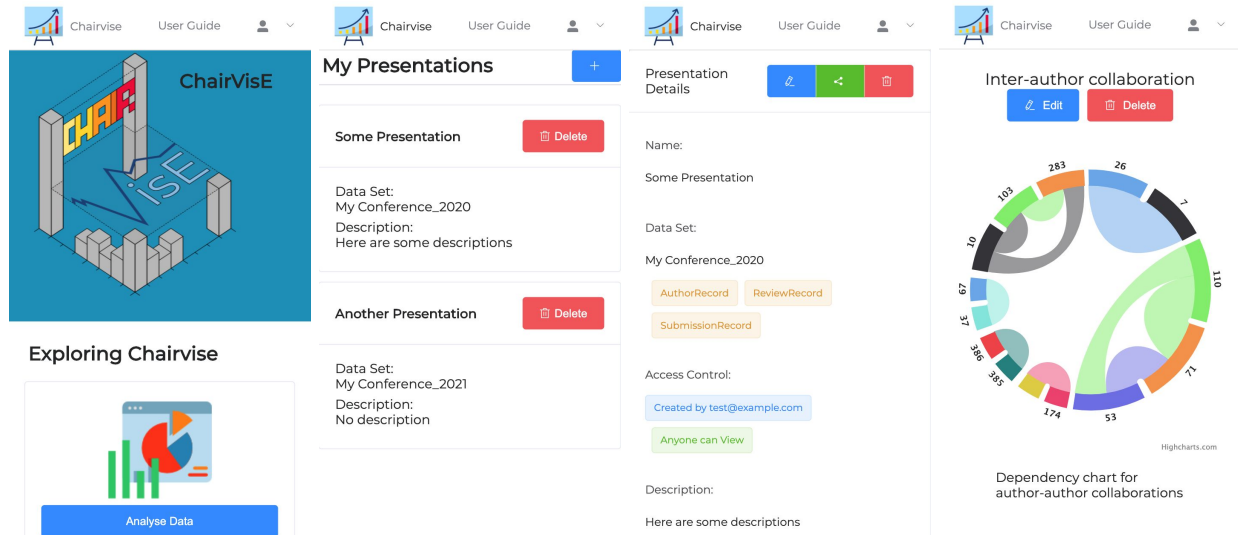 Chairvise User Guide
ChairVisE
CHAIR
VisE
Exploring Chairvise
Analyse Data
Chairvise User Guide
My Presentations +
Some Presentation Delete
Data Set:
My Conference_2020
Description:
Here are some descriptions
Another Presentation Delete
Data Set:
My Conference_2021
Description:
No description
Chairvise User Guide
Presentation
Details
Name:
Some Presentation
Data Set:
My Conference_2020
AuthorRecord ReviewRecord
SubmissionRecord
Access Control:
Created by test@example.com
Anyone can View
Description:
Here are some descriptions
Chairvise User Guide
Inter-author collaboration
Edit Delete
26
7
110
71
53
174
385
386
37
67
10
103
283
Highcharts.com
Dependency chart for
author-author collaborations